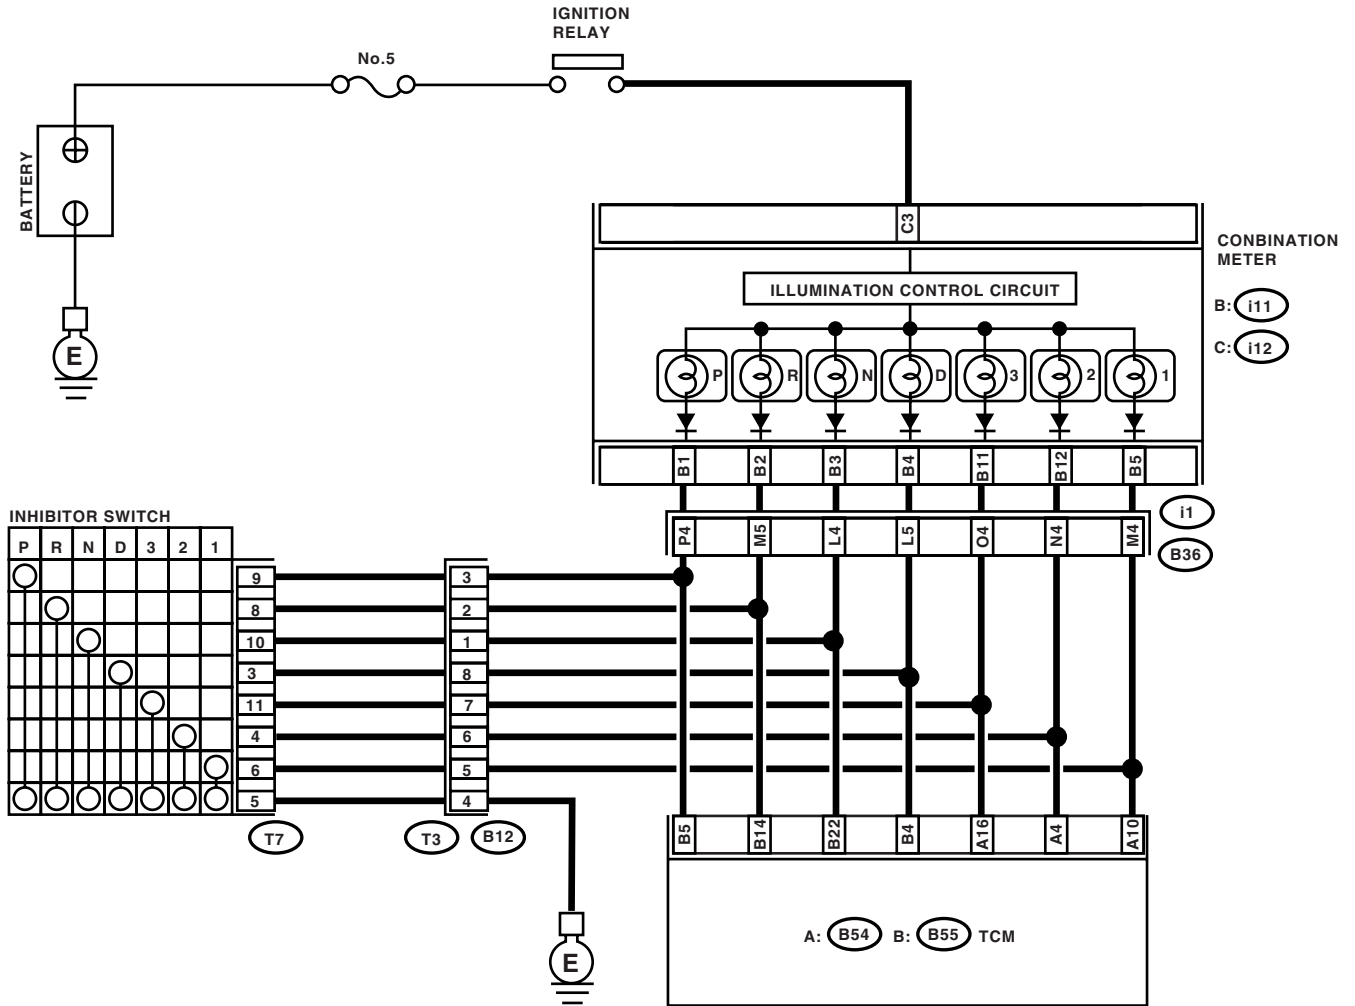 IGNITION
RELAY
No.5
BATTERY
E
C3
CONBINATION
METER
ILLUMINATION CONTROL CIRCUIT
B: i11
C: i12
P R N D 3 2 1
B1 B2 B3 B4 B11 B12 B5
i1
P4 M5 L4 L5 O4 N4 M4
B36
INHIBITOR SWITCH
P R N D 3 2 1
9 3
8 2
10 1
3 8
11 7
4 6
6 5
5 4
T7 T3 B12
B5 B14 B22 B4 A16 A4 A10
A: B54 B: B55 TCM
E